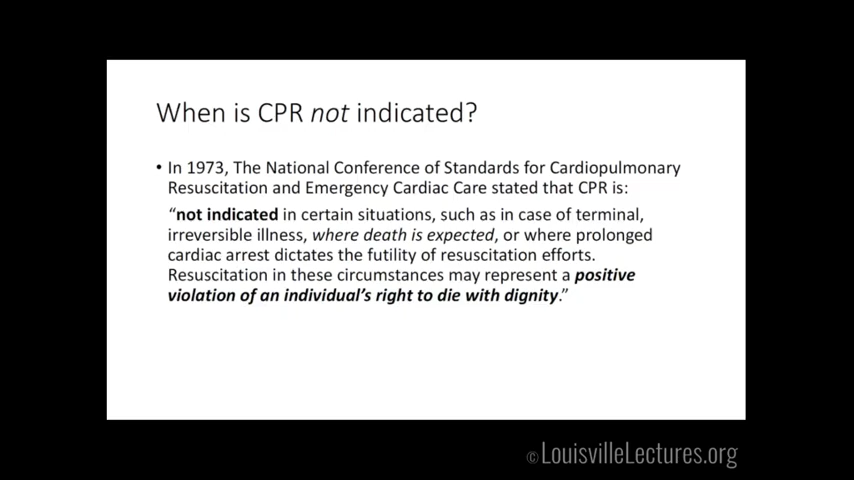 When is CPR not indicated?
• In 1973, The National Conference of Standards for Cardiopulmonary
Resuscitation and Emergency Cardiac Care stated that CPR is:
“not indicated in certain situations, such as in case of terminal,
irreversible illness, where death is expected, or where prolonged
cardiac arrest dictates the futility of resuscitation efforts.
Resuscitation in these circumstances may represent a positive
violation of an individual’s right to die with dignity.”
© LouisvilleLectures.org